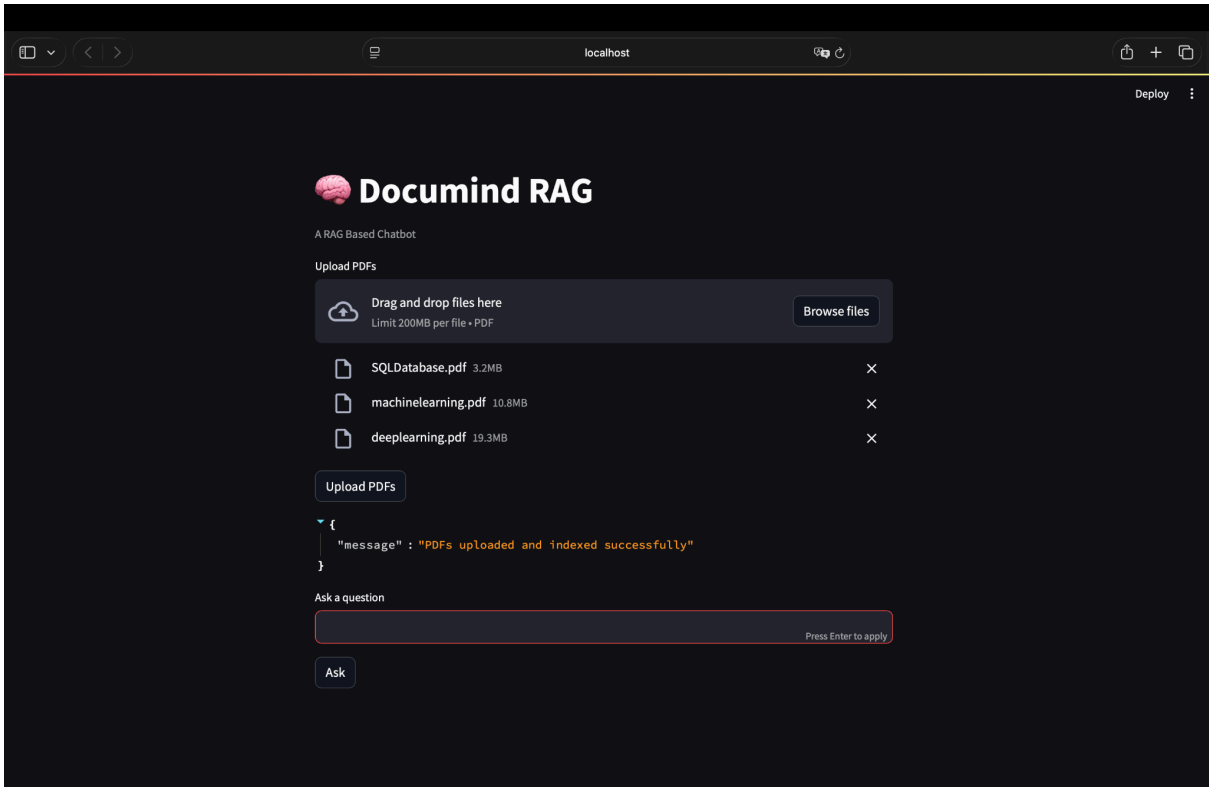 localhost
Deploy
Documind RAG
A RAG Based Chatbot
Upload PDFs
Drag and drop files here
Limit 200MB per file • PDF
Browse files
SQLDatabase.pdf 3.2MB
machinelearning.pdf 10.8MB
deeplearning.pdf 19.3MB
Upload PDFs
{
"message" : "PDFs uploaded and indexed successfully"
}
Ask a question
Press Enter to apply
Ask